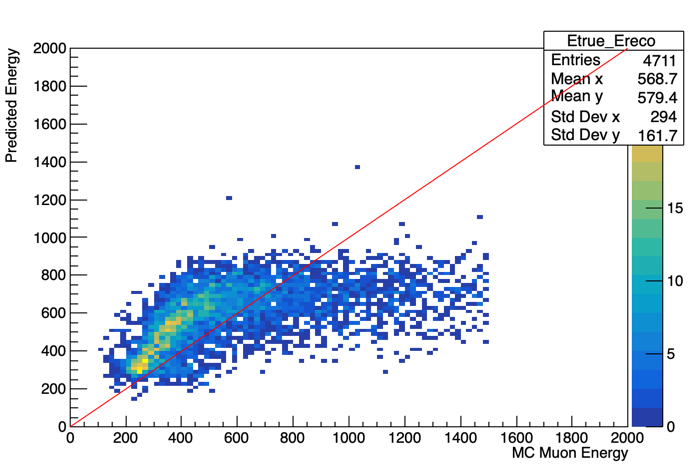 Etrue_Ereco
Entries 4711
Mean x 568.7
Mean y 579.4
Std Dev x 294
Std Dev y 161.7
Predicted Energy
2000
1800
1600
1400
1200
1000
800
600
400
200
0
15
10
5
0
0 200 400 600 800 1000 1200 1400 1600 1800 2000
MC Muon Energy